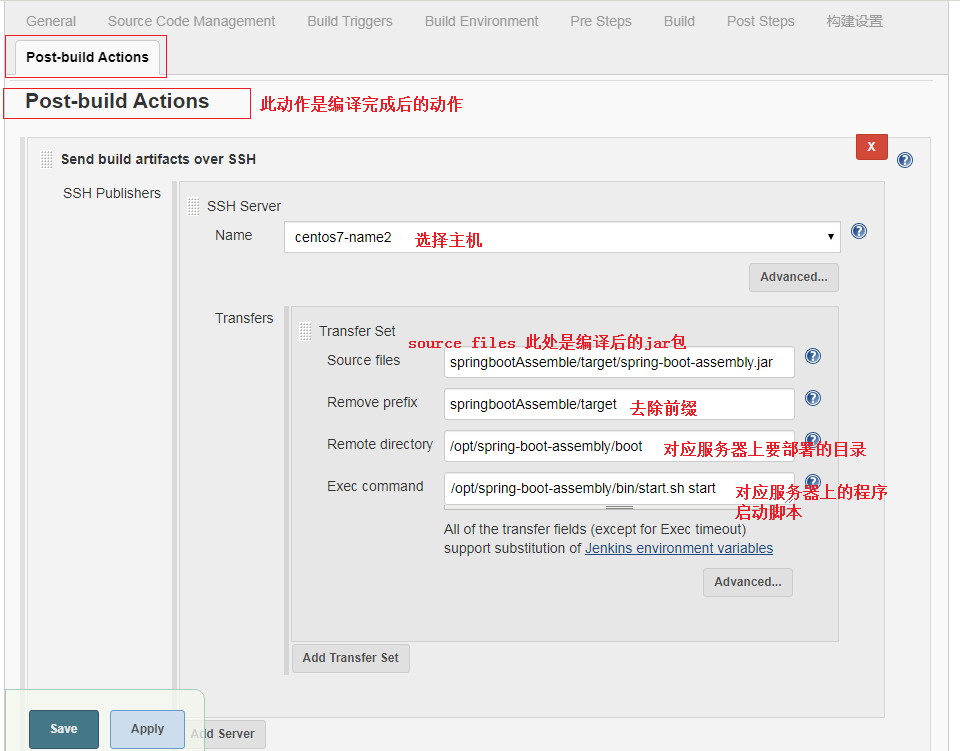 General Source Code Management Build Triggers Build Environment Pre Steps Build Post Steps 构建设置
Post-build Actions
Post-build Actions 此动作是编译完成后的动作
X
Send build artifacts over SSH
SSH Publishers
SSH Server
Name centos7-name2 选择主机
Advanced...
Transfers
Transfer Set
source files 此处是编译后的jar包
Source files springbootAssemble/target/spring-boot-assembly.jar
Remove prefix springbootAssemble/target 去除前缀
Remote directory /opt/spring-boot-assembly/boot 对应服务器上要部署的目录
Exec command /opt/spring-boot-assembly/bin/start.sh start 对应服务器上的程序
启动脚本
All of the transfer fields (except for Exec timeout)
support substitution of Jenkins environment variables
Advanced...
Add Transfer Set
Save Apply Add Server